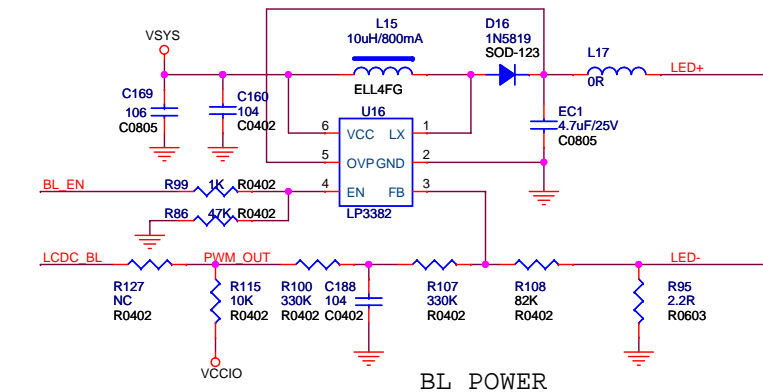 VSYS
L15
10uH/800mA
ELL4FG
D16
1N5819
SOD-123
L17
0R
LED+
C169
106
C0805
C160
104
C0402
U16
6 VCC LX 1
5 OVP GND 2
4 EN FB 3
LP3382
EC1
4.7uF/25V
C0805
BL_EN
R99 1K R0402
R86 47K R0402
LCDC_BL
PWM_OUT
LED-
R127
NC
R0402
R115
10K
R0402
R100
330K
R0402
C188
104
C0402
R107
330K
R0402
R108
82K
R0402
R95
2.2R
R0603
VCCIO
BL POWER